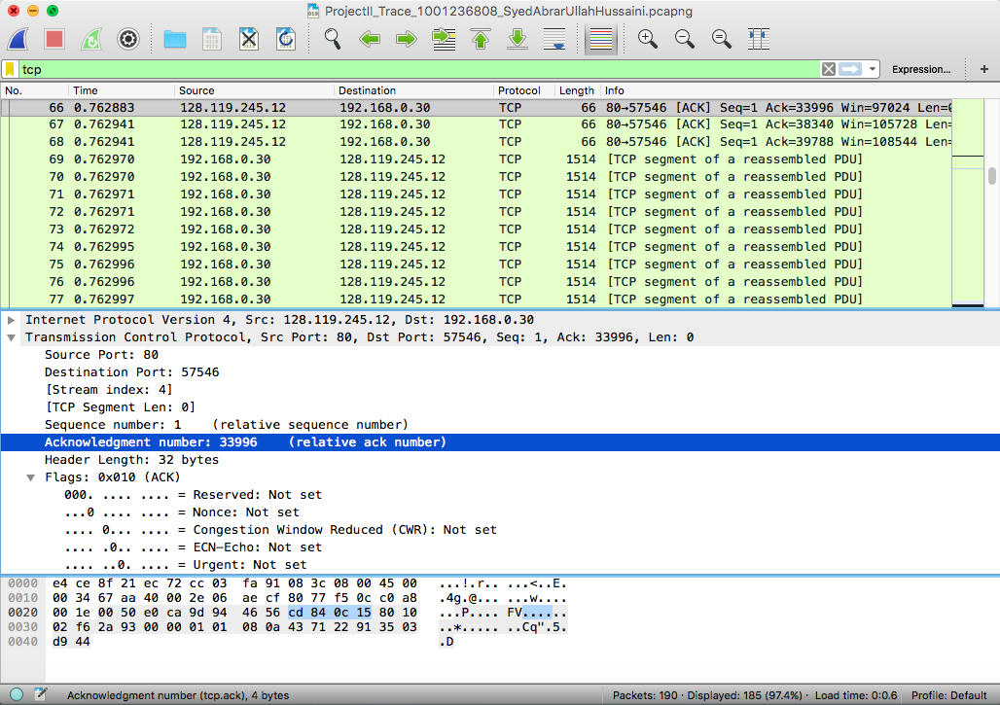 ProjectII_Trace_1001236808_SyedAbrarUllahHussaini.pcapng
tcp Expression... +
No. Time Source Destination Protocol Length Info
66 0.762883 128.119.245.12 192.168.0.30 TCP 66 80→57546 [ACK] Seq=1 Ack=33996 Win=97024 Len=0
67 0.762941 128.119.245.12 192.168.0.30 TCP 66 80→57546 [ACK] Seq=1 Ack=38340 Win=105728 Len=
68 0.762941 128.119.245.12 192.168.0.30 TCP 66 80→57546 [ACK] Seq=1 Ack=39788 Win=108544 Len=
69 0.762970 192.168.0.30 128.119.245.12 TCP 1514 [TCP segment of a reassembled PDU]
70 0.762970 192.168.0.30 128.119.245.12 TCP 1514 [TCP segment of a reassembled PDU]
71 0.762971 192.168.0.30 128.119.245.12 TCP 1514 [TCP segment of a reassembled PDU]
72 0.762971 192.168.0.30 128.119.245.12 TCP 1514 [TCP segment of a reassembled PDU]
73 0.762972 192.168.0.30 128.119.245.12 TCP 1514 [TCP segment of a reassembled PDU]
74 0.762995 192.168.0.30 128.119.245.12 TCP 1514 [TCP segment of a reassembled PDU]
75 0.762996 192.168.0.30 128.119.245.12 TCP 1514 [TCP segment of a reassembled PDU]
76 0.762996 192.168.0.30 128.119.245.12 TCP 1514 [TCP segment of a reassembled PDU]
77 0.762997 192.168.0.30 128.119.245.12 TCP 1514 [TCP segment of a reassembled PDU]
Internet Protocol Version 4, Src: 128.119.245.12, Dst: 192.168.0.30
Transmission Control Protocol, Src Port: 80, Dst Port: 57546, Seq: 1, Ack: 33996, Len: 0
Source Port: 80
Destination Port: 57546
[Stream index: 4]
[TCP Segment Len: 0]
Sequence number: 1 (relative sequence number)
Acknowledgment number: 33996 (relative ack number)
Header Length: 32 bytes
Flags: 0x010 (ACK)
000. .... .... = Reserved: Not set
...0 .... .... = Nonce: Not set
.... 0... .... = Congestion Window Reduced (CWR): Not set
.... .0.. .... = ECN-Echo: Not set
.... ..0. .... = Urgent: Not set
0000 e4 ce 8f 21 ec 72 cc 03 fa 91 08 3c 08 00 45 00 ...!.r.. ...<..E.
0010 00 34 67 aa 40 00 2e 06 ae cf 80 77 f5 0c c0 a8 .4g.@... ...w....
0020 00 1e 00 50 e0 ca 9d 94 46 56 cd 84 0c 15 80 10 ...P.... FV......
0030 02 f6 2a 93 00 00 01 01 08 0a 43 71 22 91 35 03 ..*..... ..Cq".5.
0040 d9 44 .D
Acknowledgment number (tcp.ack), 4 bytes Packets: 190 · Displayed: 185 (97.4%) · Load time: 0:0.6 Profile: Default